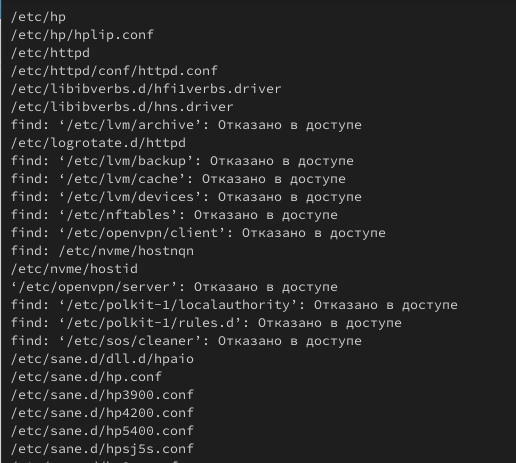 /etc/hp
/etc/hp/hplip.conf
/etc/httpd
/etc/httpd/conf/httpd.conf
/etc/libibverbs.d/hfi1verbs.driver
/etc/libibverbs.d/hns.driver
find: ‘/etc/lvm/archive’: Отказано в доступе
/etc/logrotate.d/httpd
find: ‘/etc/lvm/backup’: Отказано в доступе
find: ‘/etc/lvm/cache’: Отказано в доступе
find: ‘/etc/lvm/devices’: Отказано в доступе
find: ‘/etc/nftables’: Отказано в доступе
find: ‘/etc/openvpn/client’: Отказано в доступе
find: /etc/nvme/hostnqn
/etc/nvme/hostid
‘/etc/openvpn/server’: Отказано в доступе
find: ‘/etc/polkit-1/localauthority’: Отказано в доступе
find: ‘/etc/polkit-1/rules.d’: Отказано в доступе
find: ‘/etc/sos/cleaner’: Отказано в доступе
/etc/sane.d/dll.d/hpaio
/etc/sane.d/hp.conf
/etc/sane.d/hp3900.conf
/etc/sane.d/hp4200.conf
/etc/sane.d/hp5400.conf
/etc/sane.d/hpsj5s.conf